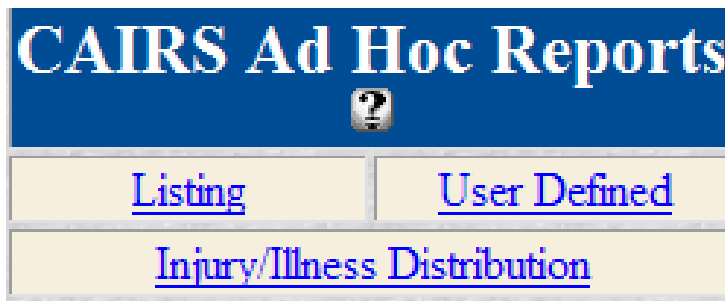 CAIRS Ad Hoc Reports
?
Listing User Defined
Injury/Illness Distribution